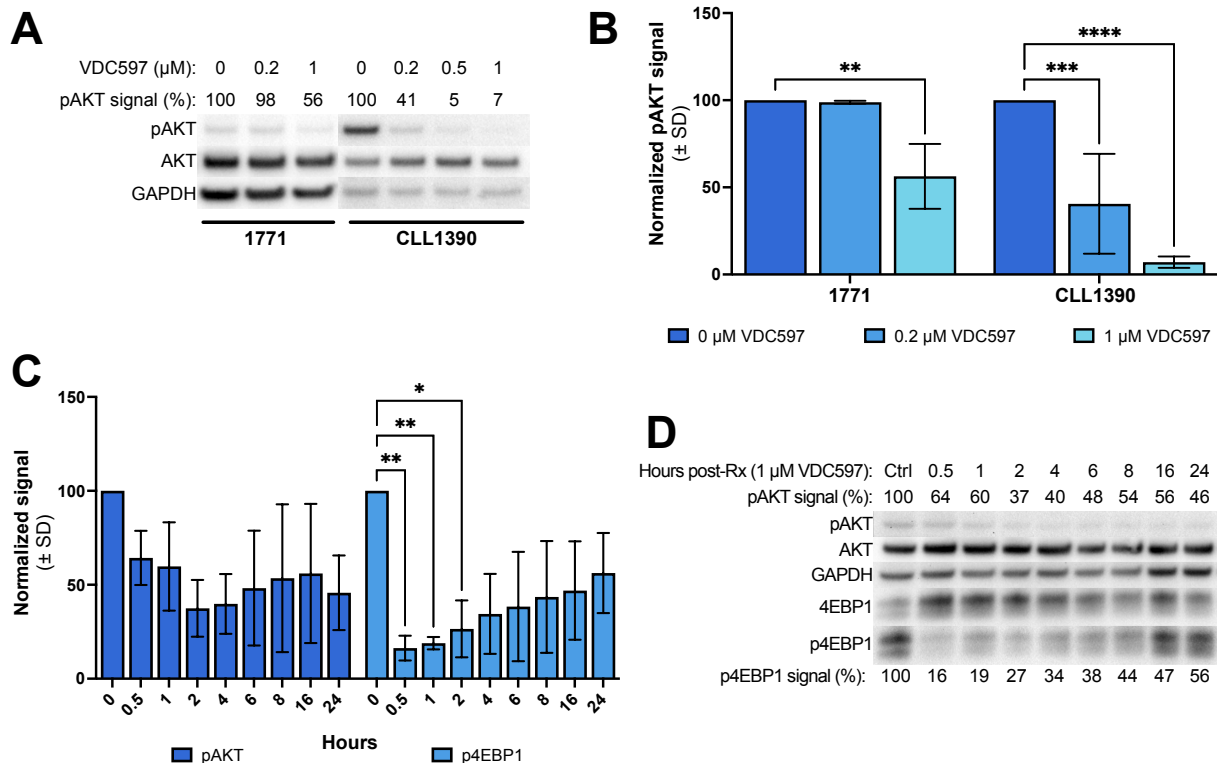 A
VDC597 (µM): 0 0.2 1 0 0.2 0.5 1
pAKT signal (%): 100 98 56 100 41 5 7
pAKT
AKT
GAPDH
1771 CLL1390
B
Normalized pAKT signal
(± SD)
150
100
50
0
** *** ****
1771 CLL1390
0 µM VDC597 0.2 µM VDC597 1 µM VDC597
C
Normalized signal
(± SD)
150
100
50
0
*
**
**
0 0.5 1 2 4 6 8 16 24 0 0.5 1 2 4 6 8 16 24
Hours
pAKT p4EBP1
D
Hours post-Rx (1 µM VDC597): Ctrl 0.5 1 2 4 6 8 16 24
pAKT signal (%): 100 64 60 37 40 48 54 56 46
pAKT
AKT
GAPDH
4EBP1
p4EBP1
p4EBP1 signal (%): 100 16 19 27 34 38 44 47 56